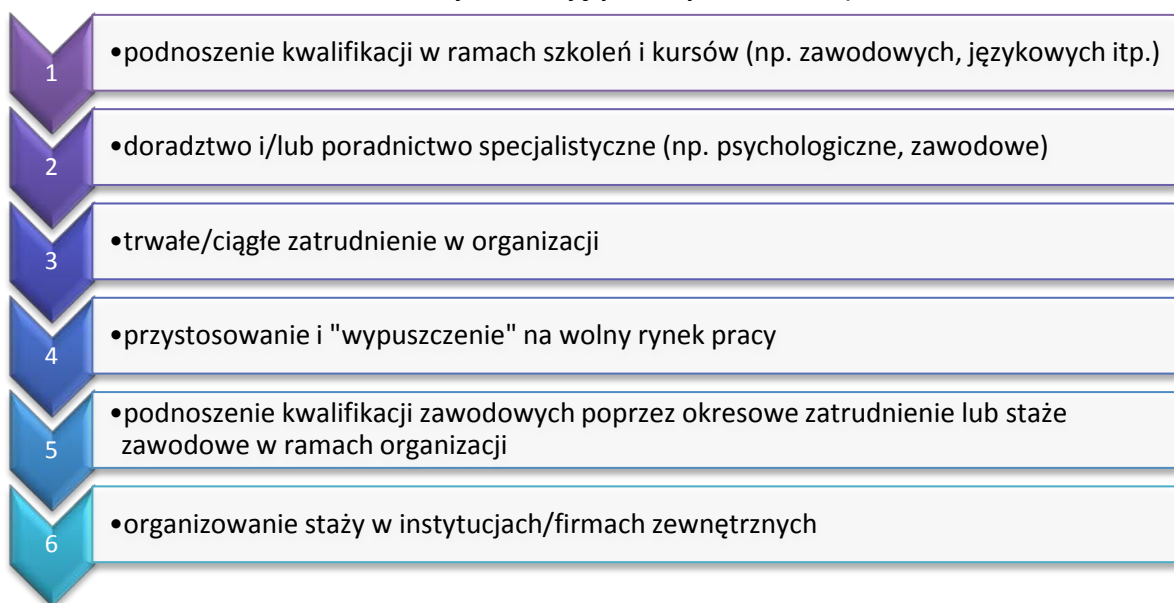 1
•podnoszenie kwalifikacji w ramach szkoleń i kursów (np. zawodowych, językowych itp.)
2
•doradztwo i/lub poradnictwo specjalistyczne (np. psychologiczne, zawodowe)
3
•trwałe/ciągłe zatrudnienie w organizacji
4
•przystosowanie i "wypuszczenie" na wolny rynek pracy
5
•podnoszenie kwalifikacji zawodowych poprzez okresowe zatrudnienie lub staże
zawodowe w ramach organizacji
6
•organizowanie staży w instytucjach/firmach zewnętrznych